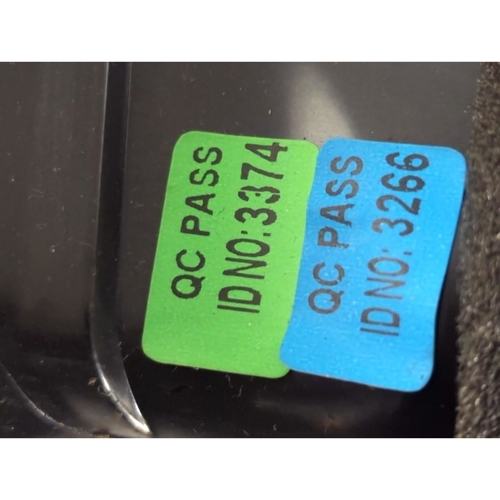 QC PASS
ID NO:3374
QC PASS
ID NO: 3266